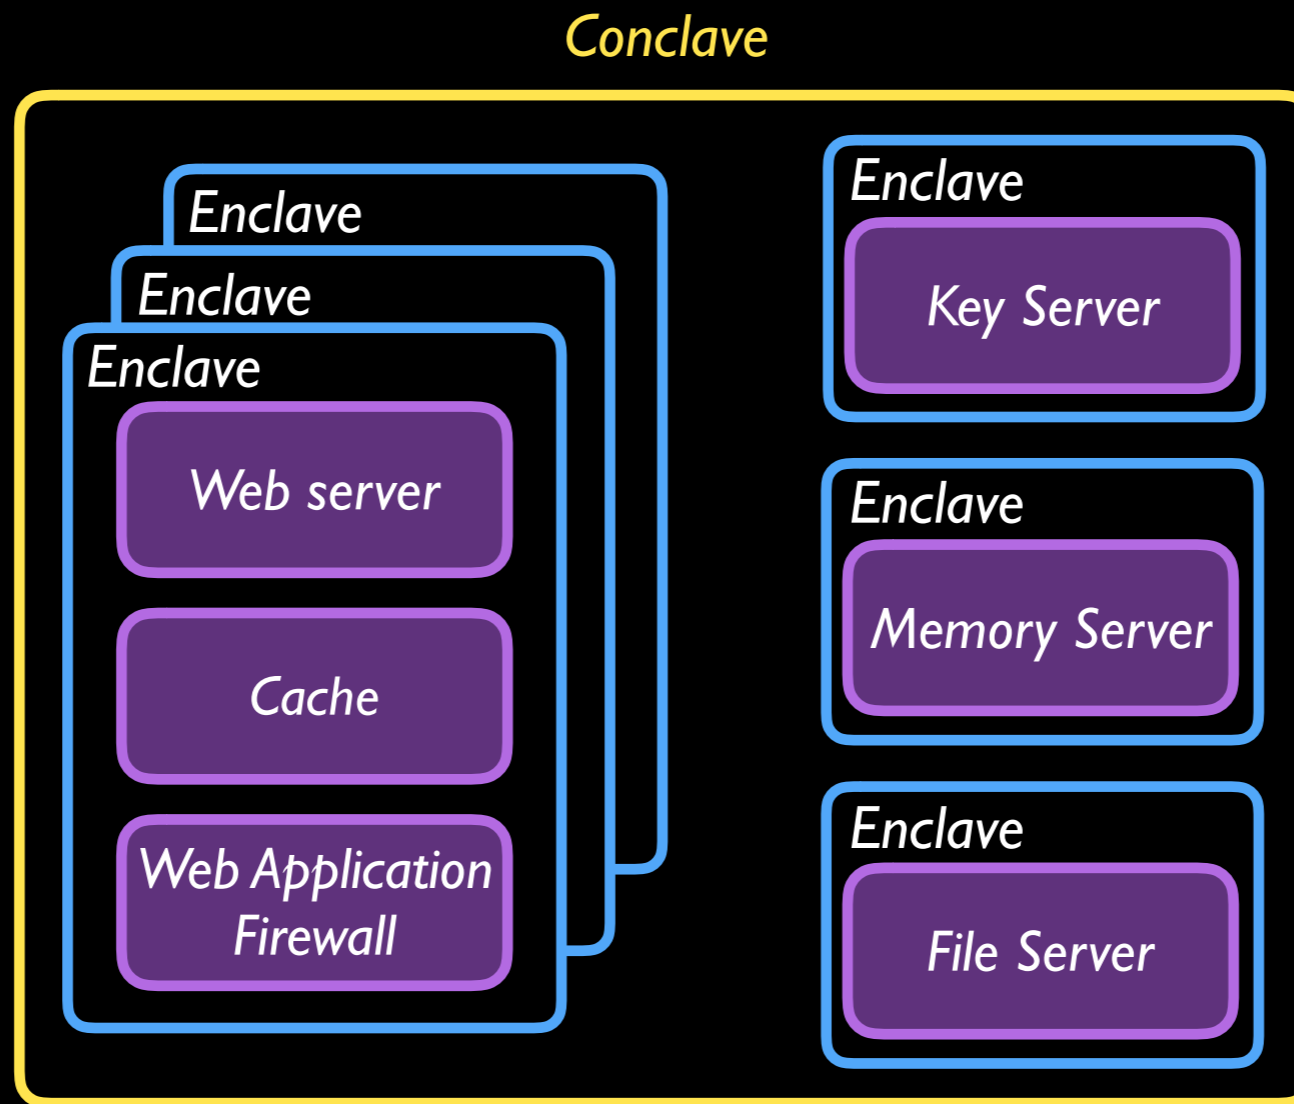 Conclave
Enclave
Enclave
Enclave
Web server
Cache
Web Application
Firewall
Enclave
Key Server
Enclave
Memory Server
Enclave
File Server